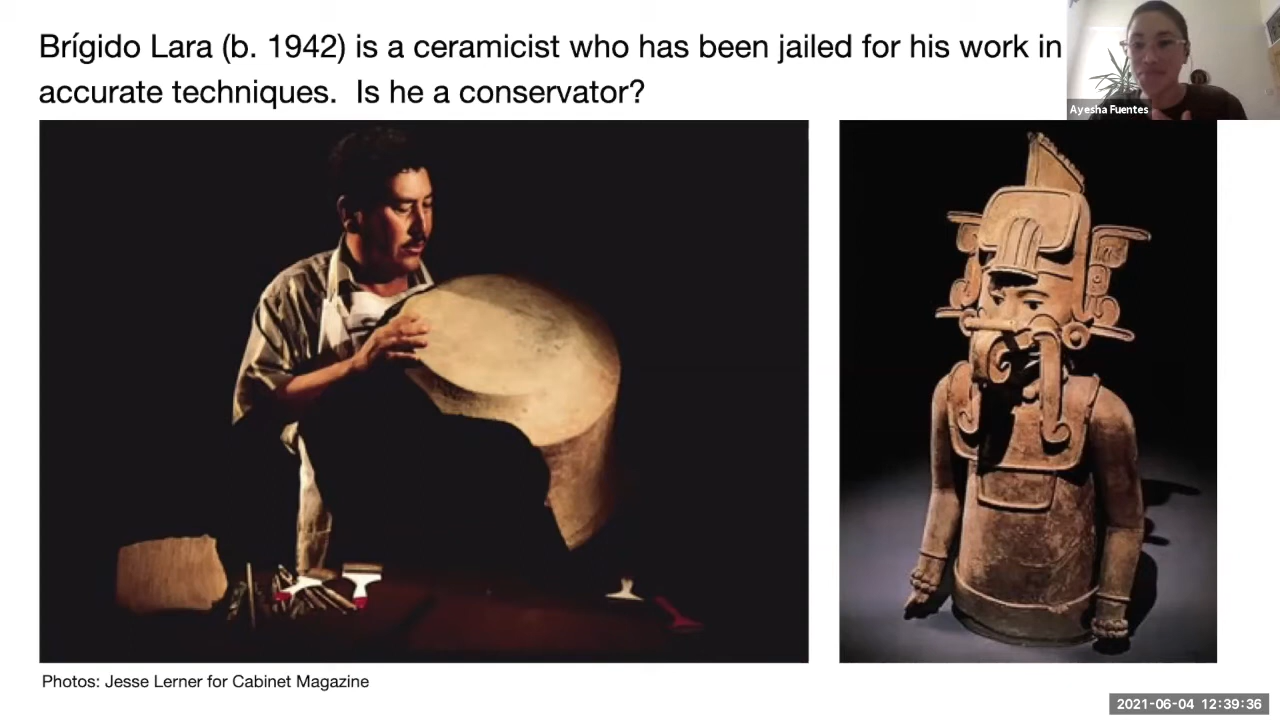 Brígido Lara (b. 1942) is a ceramicist who has been jailed for his work in
accurate techniques.  Is he a conservator?
Ayesha Fuentes
Photos: Jesse Lerner for Cabinet Magazine
2021-06-04 12:39:36